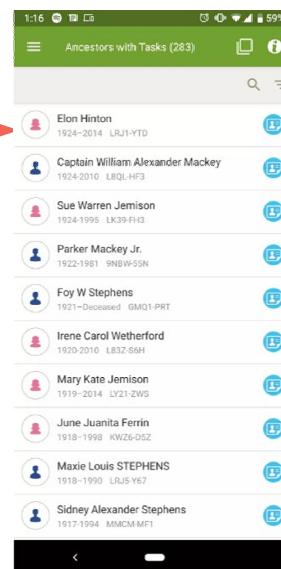 1:16 59%
Ancestors with Tasks (283)
Elon Hinton
1924–2014 LRJ1-YTD
Captain William Alexander Mackey
1924-2010 L8QL-HF3
Sue Warren Jemison
1924-1995 LK39-FH3
Parker Mackey Jr.
1922-1981 9NBW-55N
Foy W Stephens
1921–Deceased GMQ1-PRT
Irene Carol Wetherford
1920-2010 L83Z-S6H
Mary Kate Jemison
1919–2014 LY21-ZWS
June Juanita Ferrin
1918–1998 KWZ6-D5Z
Maxie Louis STEPHENS
1918–1990 LRJ5-Y67
Sidney Alexander Stephens
1917-1994 MMCM-MF1